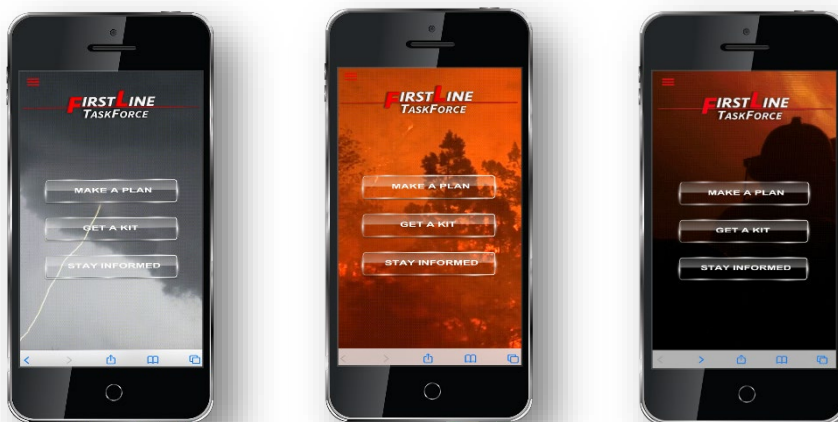 FIRSTLINE
TASKFORCE
MAKE A PLAN
GET A KIT
STAY INFORMED
FIRSTLINE
TASKFORCE
MAKE A PLAN
GET A KIT
STAY INFORMED
FIRSTLINE
TASKFORCE
MAKE A PLAN
GET A KIT
STAY INFORMED